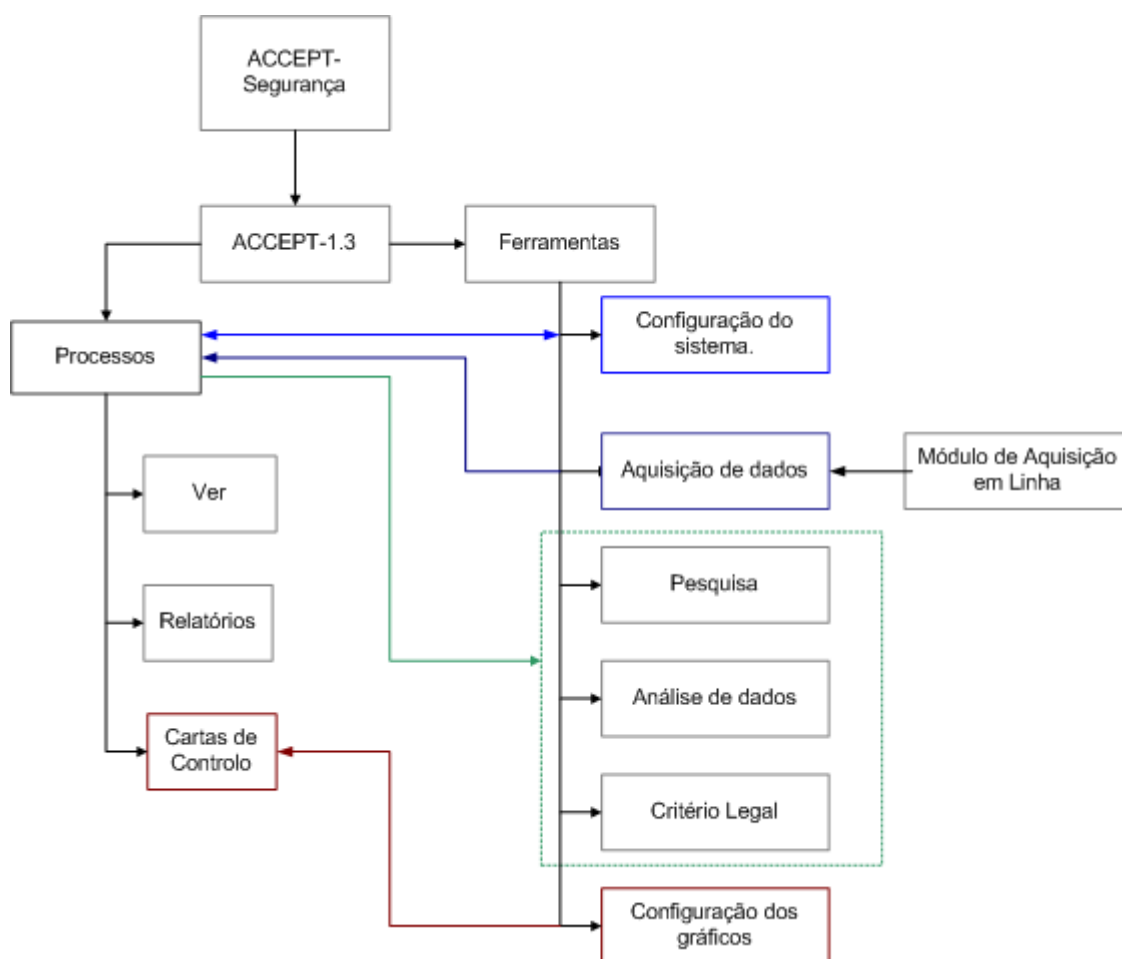 ACCEPT-
Segurança
ACCEPT-1.3
Ferramentas
Processos
Configuração do
sistema.
Aquisição de dados
Módulo de Aquisição
em Linha
Ver
Pesquisa
Relatórios
Análise de dados
Cartas de
Controlo
Critério Legal
Configuração dos
gráficos